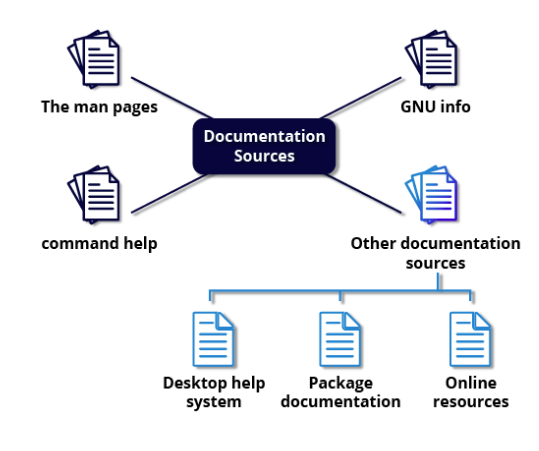 The man pages
GNU info
Documentation
Sources
command help
Other documentation
sources
Desktop help
system
Package
documentation
Online
resources